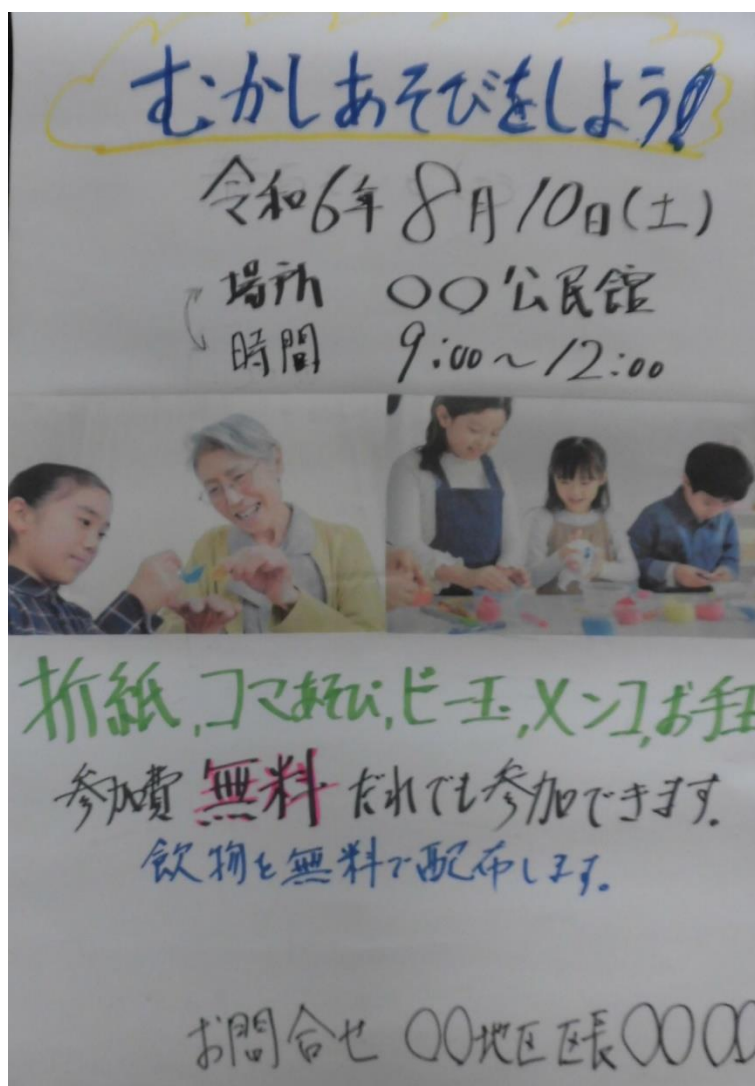 むかしあそびをしよう!
令和6年 8月10日(土)
場所 〇〇公民館
時間 9:00～12:00
折紙,コマあそび,ビー玉,メンコ,お手玉
参加費 無料 だれでも参加できます。
飲物を無料で配布します。
お問合せ 〇〇地区区長〇〇〇〇